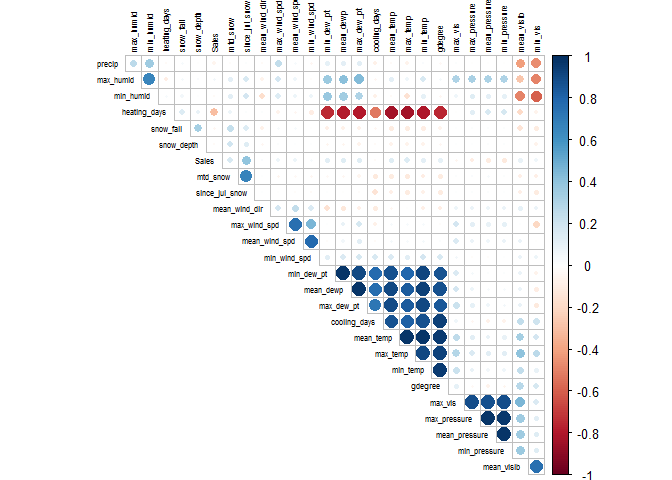 max_humid
min_humid
heating_days
snow_fall
snow_depth
Sales
mtd_snow
since_jul_snow
mean_wind_dir
max_wind_spd
mean_wind_spd
min_wind_spd
min_dew_pt
mean_dewp
max_dew_pt
cooling_days
mean_temp
max_temp
min_temp
gdegree
max_vis
max_pressure
mean_pressure
min_pressure
mean_visib
min_vis
precip
max_humid
min_humid
heating_days
snow_fall
snow_depth
Sales
mtd_snow
since_jul_snow
mean_wind_dir
max_wind_spd
mean_wind_spd
min_wind_spd
min_dew_pt
mean_dewp
max_dew_pt
cooling_days
mean_temp
max_temp
min_temp
gdegree
max_vis
max_pressure
mean_pressure
min_pressure
mean_visib
1
0.8
0.6
0.4
0.2
0
-0.2
-0.4
-0.6
-0.8
-1